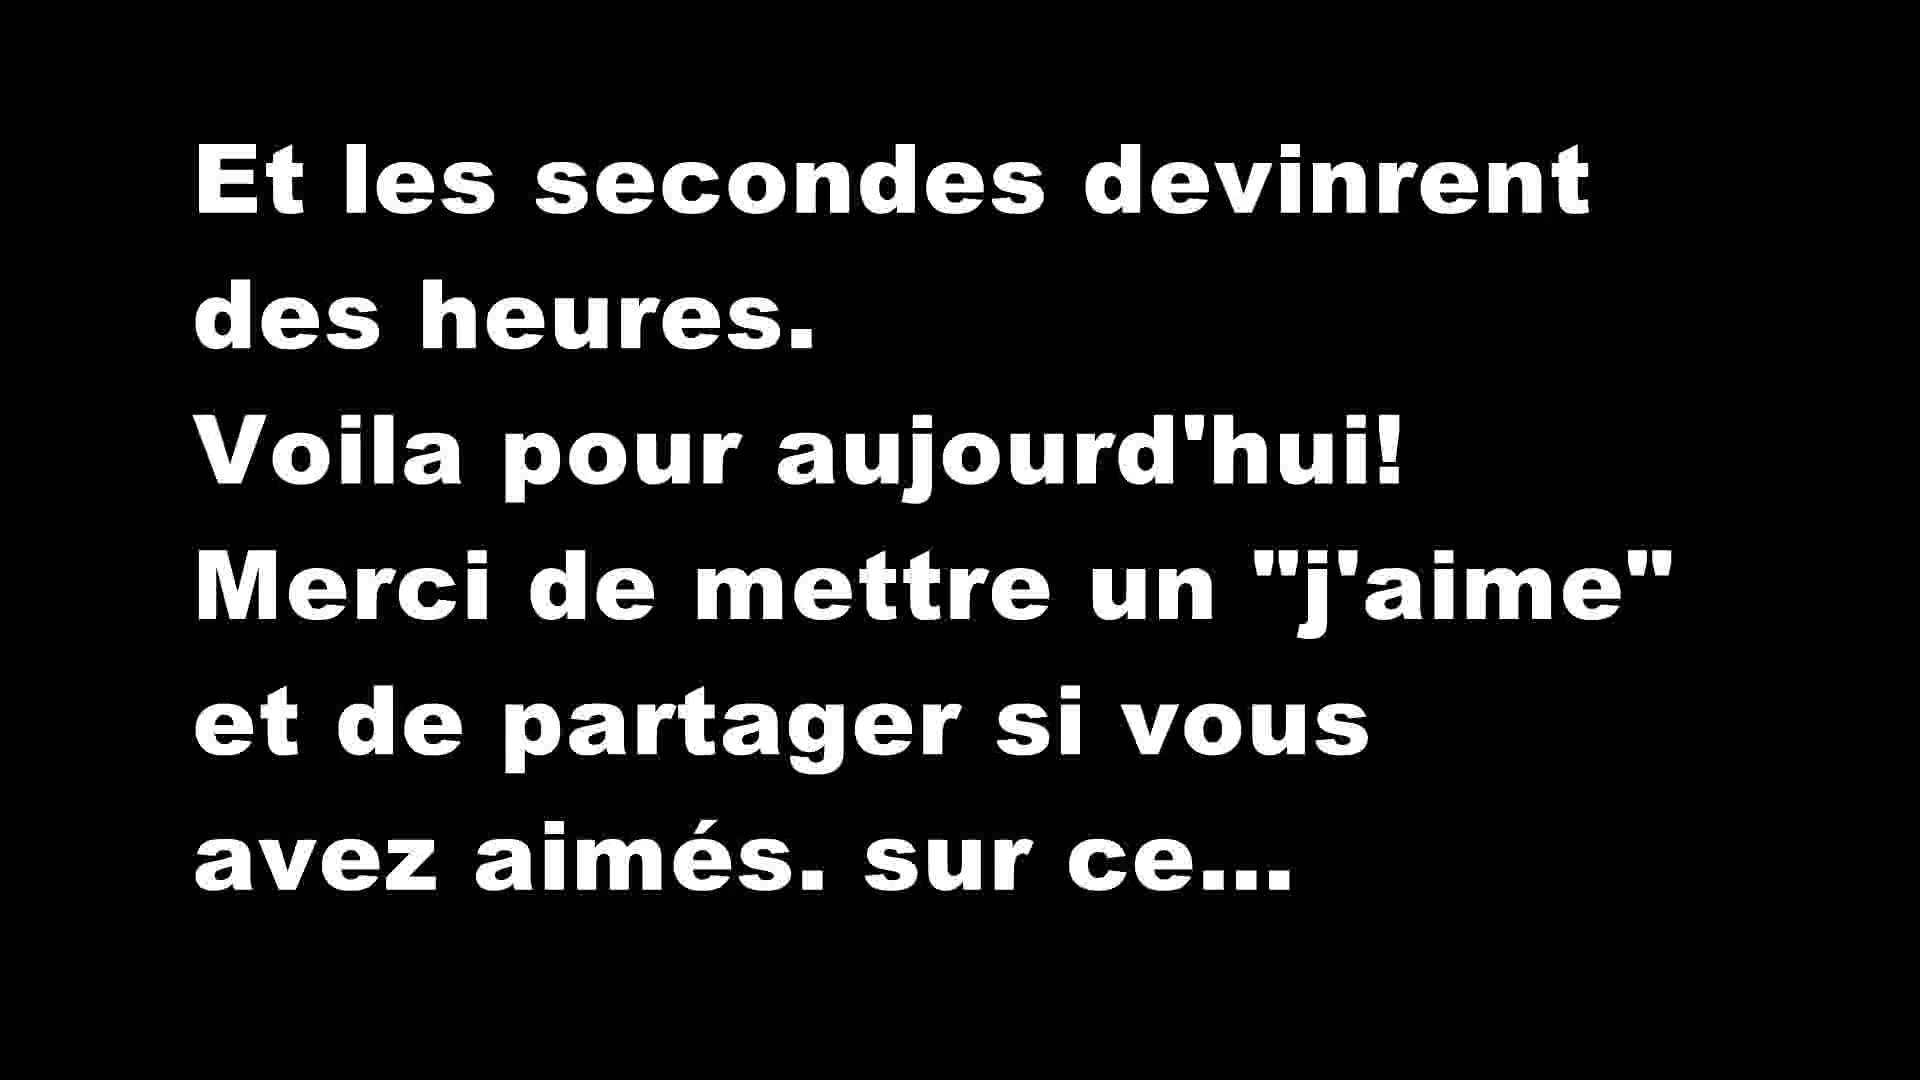 Et les secondes devinrent
des heures.
Voila pour aujourd'hui!
Merci de mettre un "j'aime"
et de partager si vous
avez aimés. sur ce...